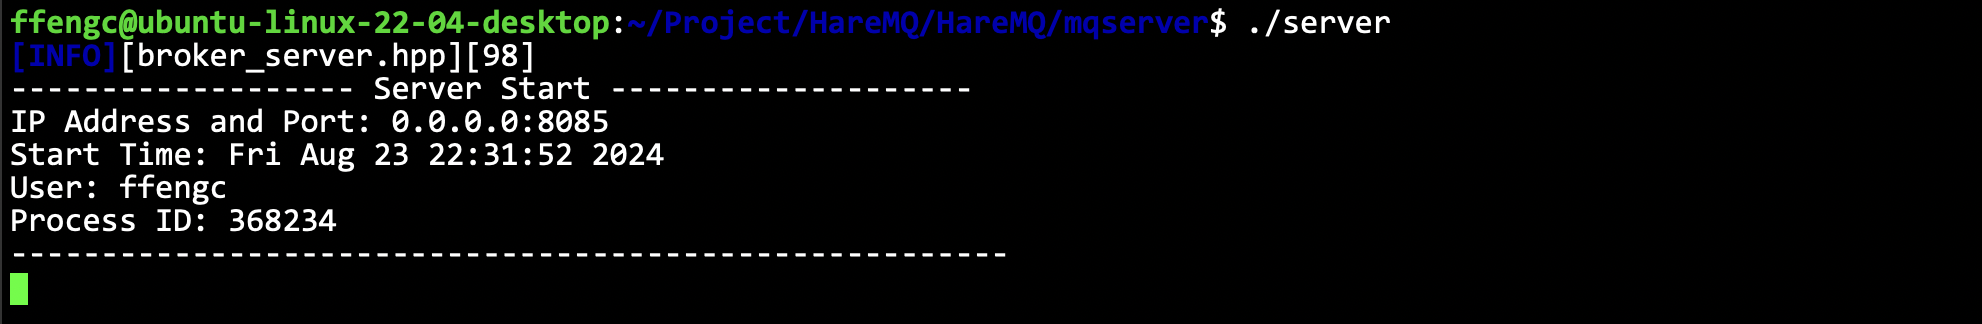 ffengc@ubuntu-linux-22-04-desktop:~/Project/HareMQ/HareMQ/mqserver$ ./server
[INFO][broker_server.hpp][98]
------------------- Server Start --------------------
IP Address and Port: 0.0.0.0:8085
Start Time: Fri Aug 23 22:31:52 2024
User: ffengc
Process ID: 368234
-------------------------------------------------------